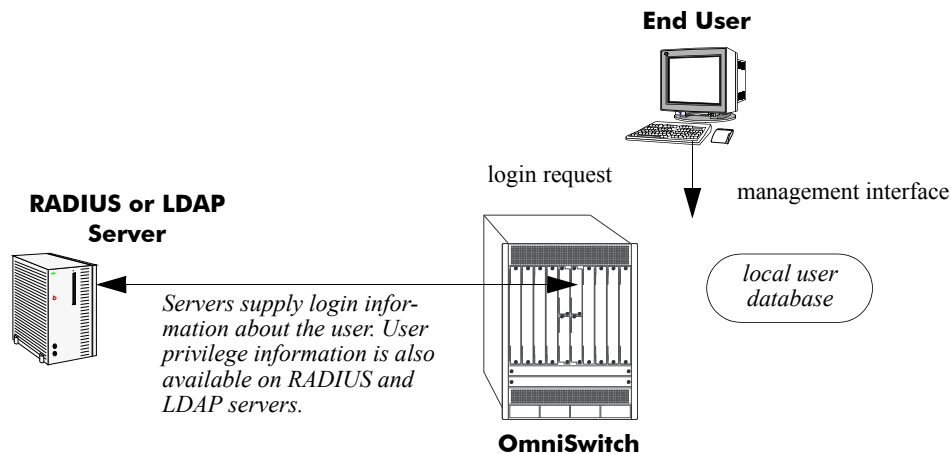 End User
login request
management interface
RADIUS or LDAP
Server
local user
database
Servers supply login infor-
mation about the user. User
privilege information is also
available on RADIUS and
LDAP servers.
OmniSwitch